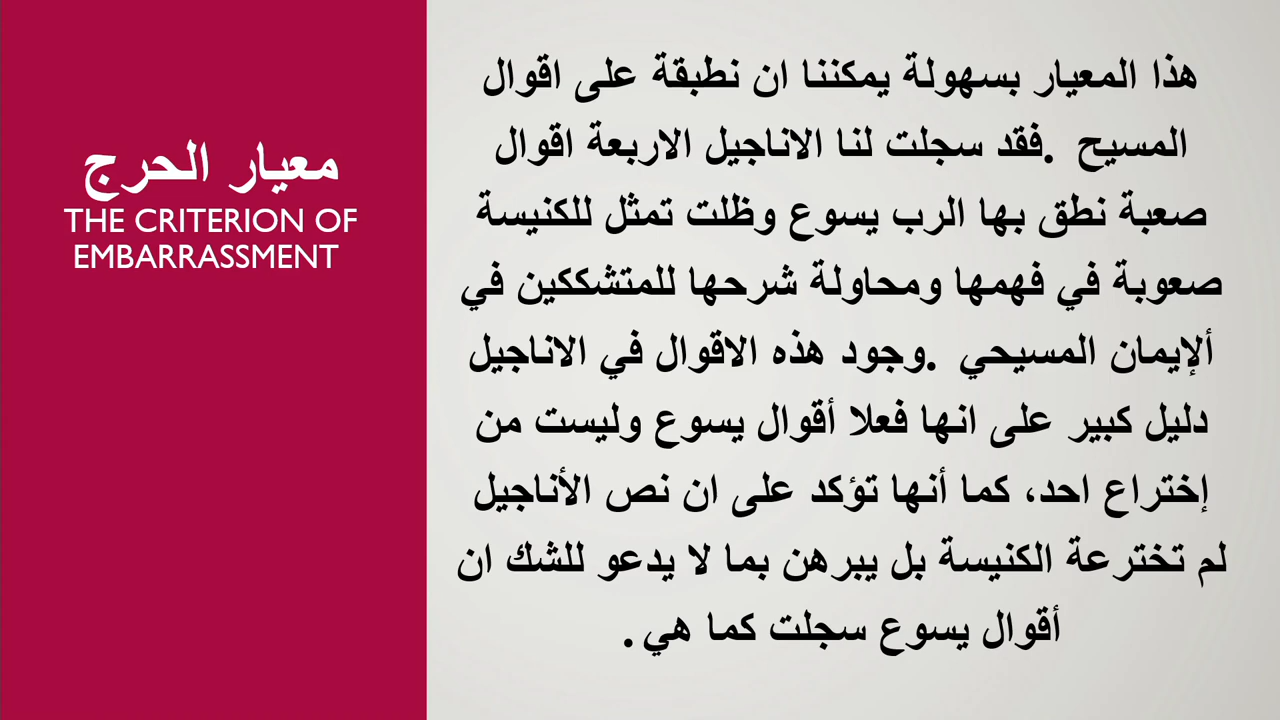 معيار الحرج
THE CRITERION OF
EMBARRASSMENT
هذا المعيار بسهولة يمكننا ان نطبقة على اقوال
المسيح .فقد سجلت لنا الاناجيل الاربعة اقوال
صعبة نطق بها الرب يسوع وظلت تمثل للكنيسة
صعوبة في فهمها ومحاولة شرحها للمتشككين في
ألإيمان المسيحي .وجود هذه الاقوال في الاناجيل
دليل كبير على انها فعلا أقوال يسوع وليست من
إختراع احد، كما أنها تؤكد على ان نص الأناجيل
لم تخترعة الكنيسة بل يبرهن بما لا يدعو للشك ان
أقوال يسوع سجلت كما هي .